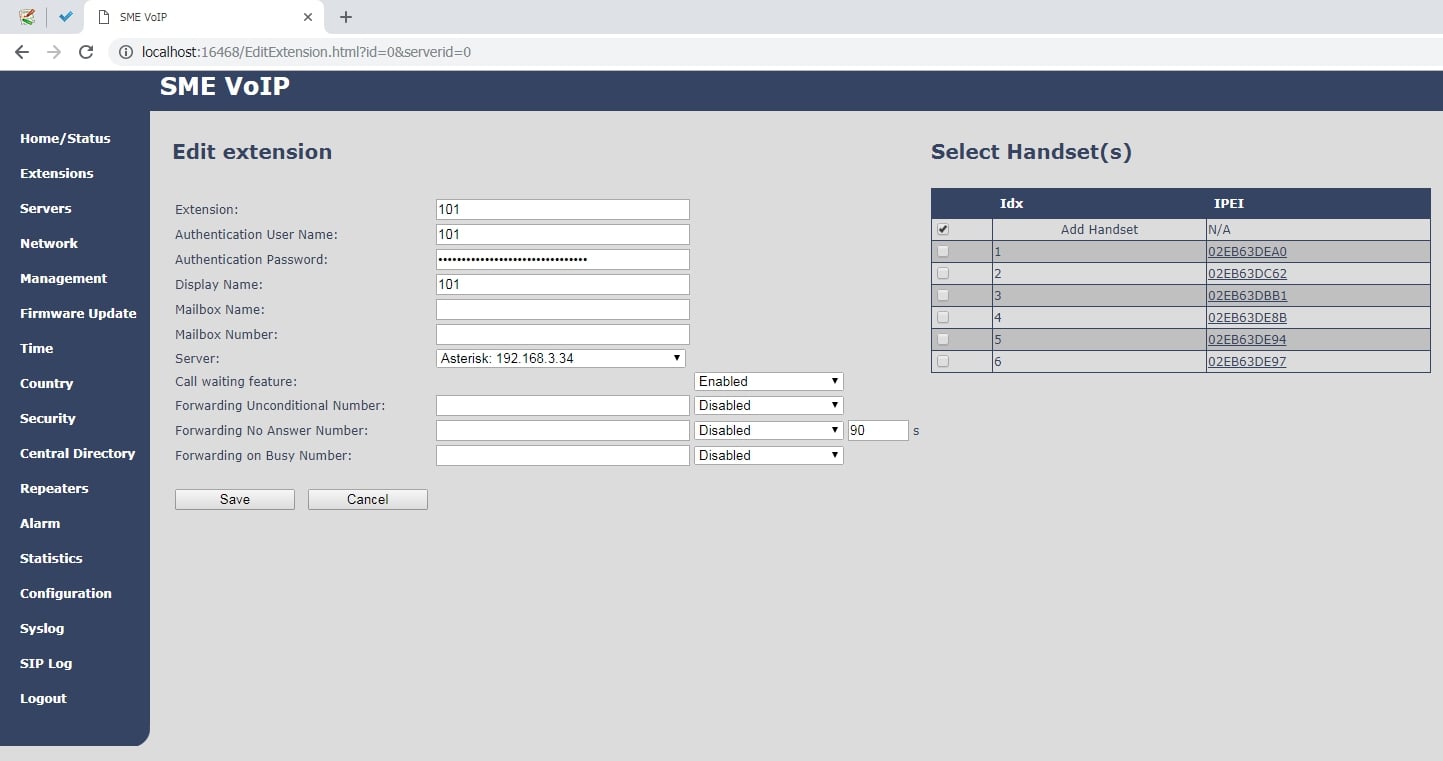 SME VoIP
localhost:16468/EditExtension.html?id=0&serverid=0
SME VoIP
Home/Status
Extensions
Servers
Network
Management
Firmware Update
Time
Country
Security
Central Directory
Repeaters
Alarm
Statistics
Configuration
Syslog
SIP Log
Logout
Edit extension
Extension: 101
Authentication User Name: 101
Authentication Password: ••••••••••••••••••••••••••••••••
Display Name: 101
Mailbox Name:
Mailbox Number:
Server: Asterisk: 192.168.3.34
Call waiting feature: Enabled
Forwarding Unconditional Number: Disabled
Forwarding No Answer Number: Disabled 90 s
Forwarding on Busy Number: Disabled
Save Cancel
Select Handset(s)
Idx IPEI
Add Handset N/A
1 02EB63DEA0
2 02EB63DC62
3 02EB63DBB1
4 02EB63DE8B
5 02EB63DE94
6 02EB63DE97